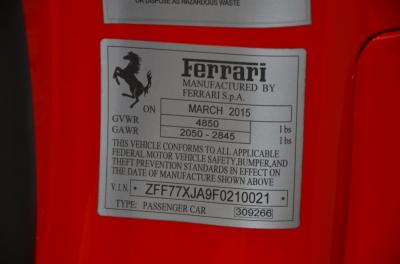 OR DISPOSE AS HAZARDOUS WASTE
Ferrari
MANUFACTURED BY
FERRARI S.p.A.
ON MARCH 2015
GVWR 4850 lbs
GAWR 2050 - 2845 lbs
THIS VEHICLE CONFORMS TO ALL APPLICABLE
FEDERAL MOTOR VEHICLE SAFETY, BUMPER, AND
THEFT PREVENTION STANDARDS IN EFFECT ON
THE DATE OF MANUFACTURE SHOWN ABOVE
V.I.N. * ZFF77XJA9F0210021 *
TYPE: PASSENGER CAR 309266